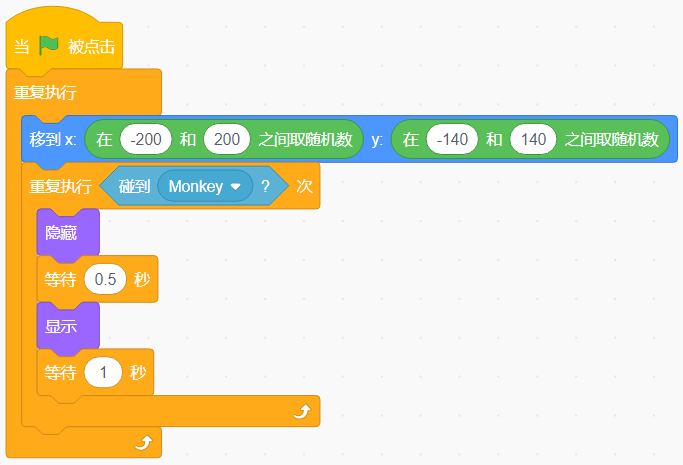 当 被点击
重复执行
移到 x: 在 -200 和 200 之间取随机数 y: 在 -140 和 140 之间取随机数
重复执行 碰到 Monkey ? 次
隐藏
等待 0.5 秒
显示
等待 1 秒